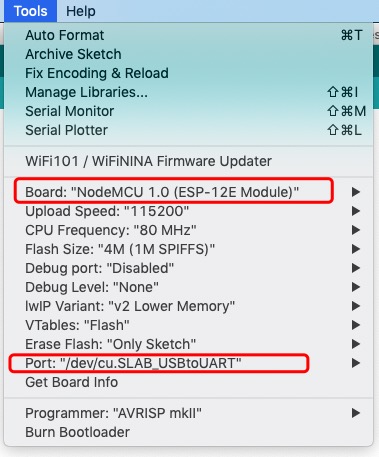 Tools Help
Auto Format ⌘T
Archive Sketch
Fix Encoding & Reload
Manage Libraries... ⇧⌘I
Serial Monitor ⇧⌘M
Serial Plotter ⇧⌘L
WiFi101 / WiFiNINA Firmware Updater
Board: "NodeMCU 1.0 (ESP-12E Module)"
Upload Speed: "115200"
CPU Frequency: "80 MHz"
Flash Size: "4M (1M SPIFFS)"
Debug port: "Disabled"
Debug Level: "None"
lwIP Variant: "v2 Lower Memory"
VTables: "Flash"
Erase Flash: "Only Sketch"
Port: "/dev/cu.SLAB_USBtoUART"
Get Board Info
Programmer: "AVRISP mkII"
Burn Bootloader